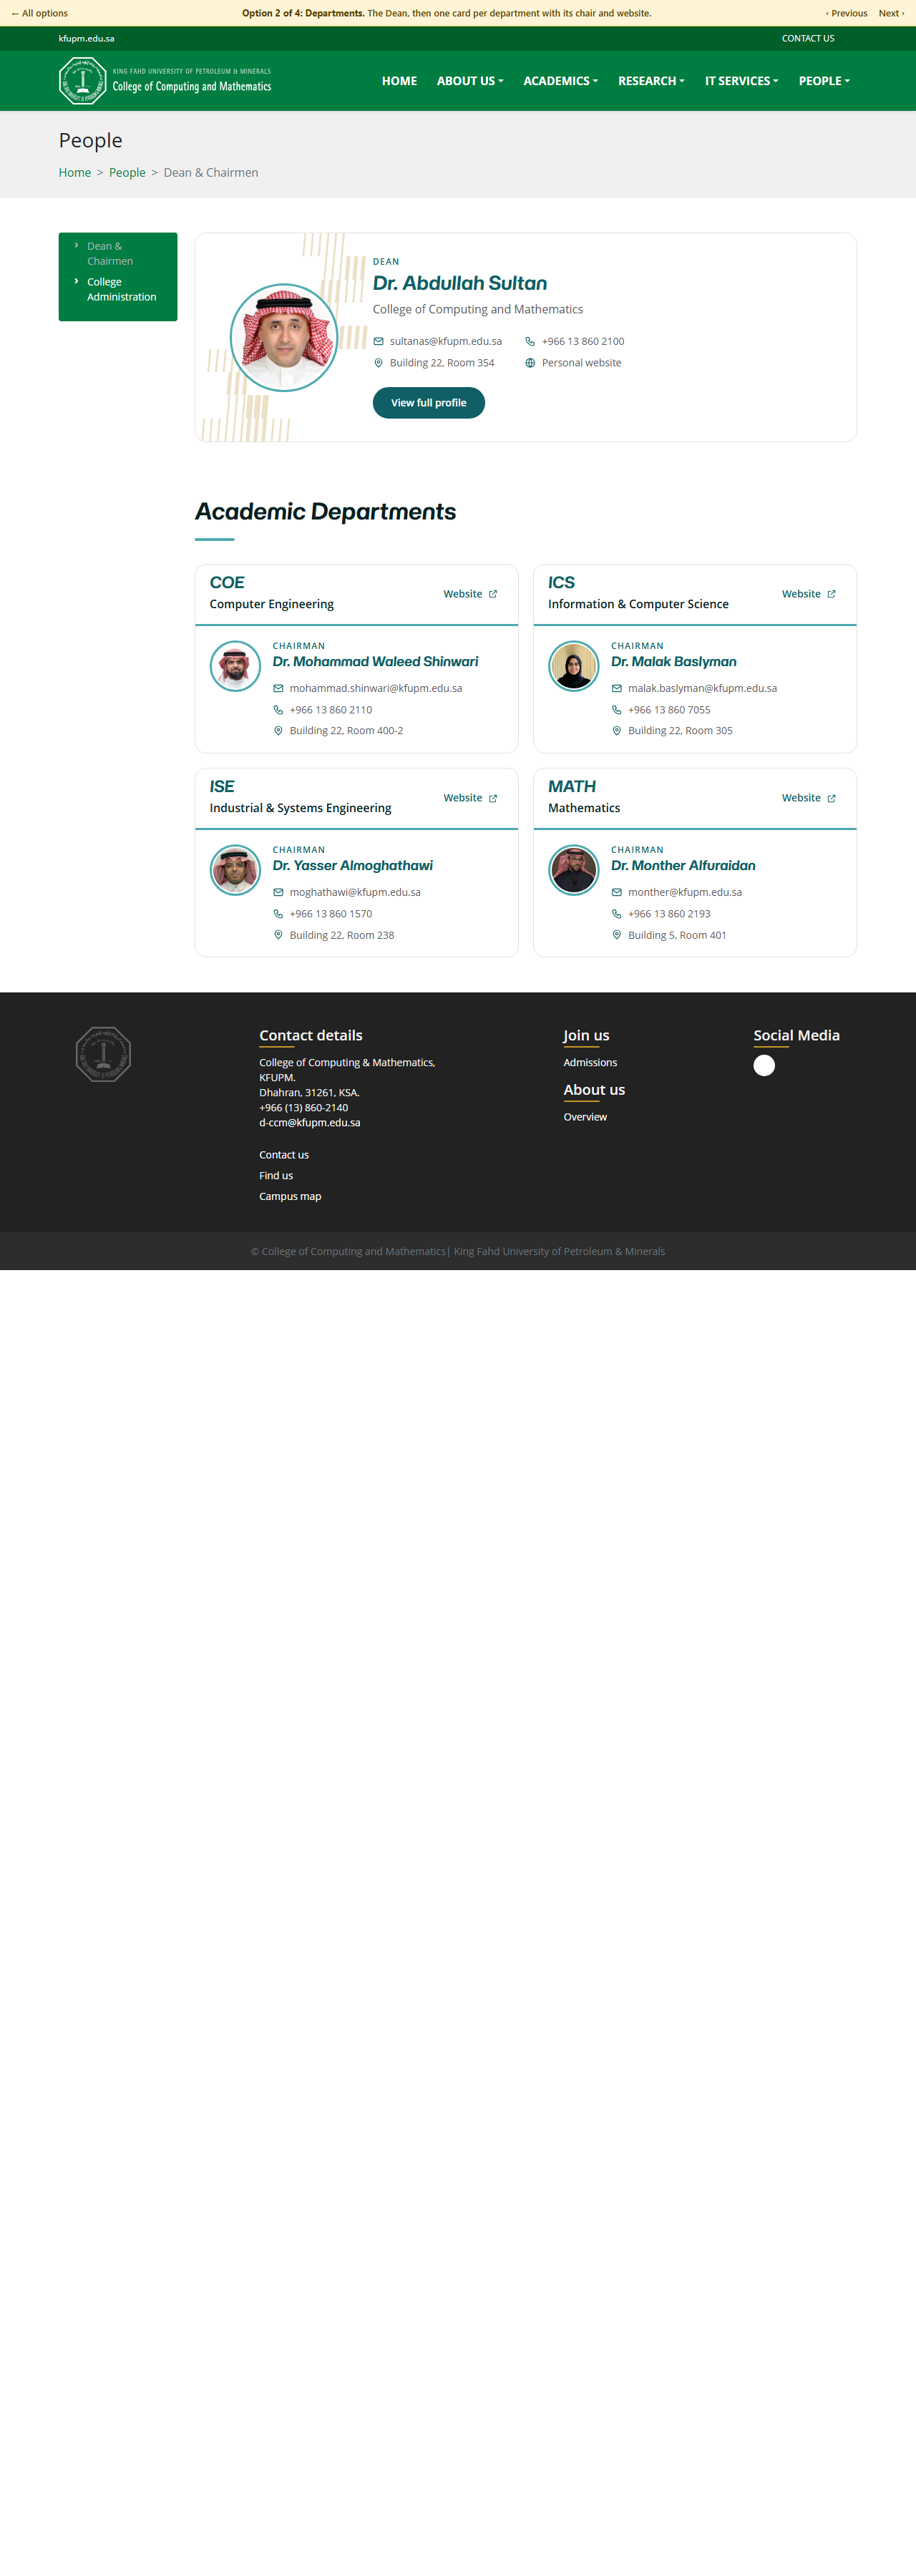 ← All options
Option 2 of 4: Departments. The Dean, then one card per department with its chair and website.
‹ Previous Next ›
kfupm.edu.sa
CONTACT US
KING FAHD UNIVERSITY OF PETROLEUM & MINERALS
College of Computing and Mathematics
HOME ABOUT US ACADEMICS RESEARCH IT SERVICES PEOPLE
People
Home > People > Dean & Chairmen
Dean &
Chairmen
College
Administration
DEAN
Dr. Abdullah Sultan
College of Computing and Mathematics
sultanas@kfupm.edu.sa
+966 13 860 2100
Building 22, Room 354
Personal website
View full profile
Academic Departments
COE
Computer Engineering
Website
CHAIRMAN
Dr. Mohammad Waleed Shinwari
mohammad.shinwari@kfupm.edu.sa
+966 13 860 2110
Building 22, Room 400-2
ICS
Information & Computer Science
Website
CHAIRMAN
Dr. Malak Baslyman
malak.baslyman@kfupm.edu.sa
+966 13 860 7055
Building 22, Room 305
ISE
Industrial & Systems Engineering
Website
CHAIRMAN
Dr. Yasser Almoghathawi
moghathawi@kfupm.edu.sa
+966 13 860 1570
Building 22, Room 238
MATH
Mathematics
Website
CHAIRMAN
Dr. Monther Alfuraidan
monther@kfupm.edu.sa
+966 13 860 2193
Building 5, Room 401
Contact details
College of Computing & Mathematics,
KFUPM.
Dhahran, 31261, KSA.
+966 (13) 860-2140
d-ccm@kfupm.edu.sa
Contact us
Find us
Campus map
Join us
Admissions
About us
Overview
Social Media
© College of Computing and Mathematics| King Fahd University of Petroleum & Minerals